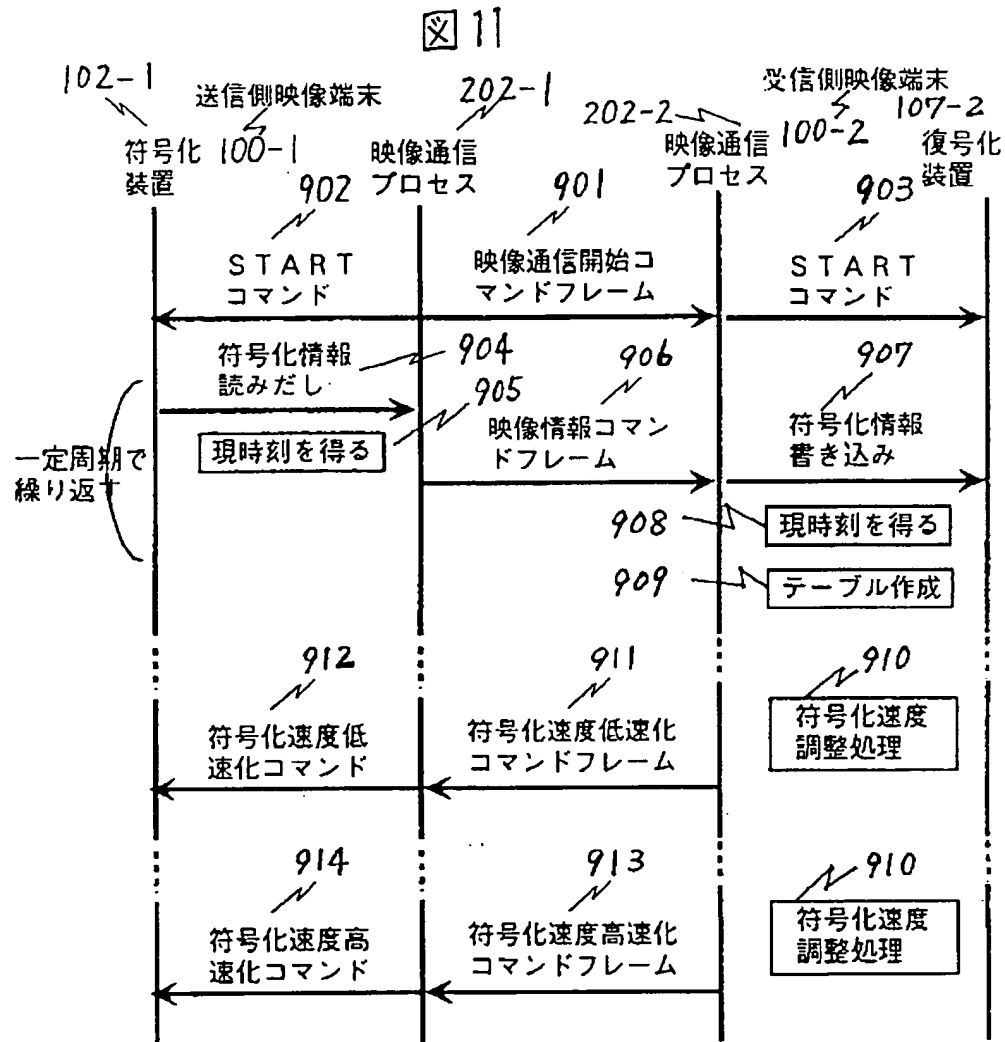 図11
102-1
送信側映像端末
202-1
受信側映像端末
202-2
100-2
107-2
符号化
装置
100-1
映像通信
プロセス
映像通信
プロセス
復号化
装置
902
901
903
START
コマンド
映像通信開始コ
マンドフレーム
START
コマンド
符号化情報
読みだし
904
905
906
907
一定周期で
繰り返す
現時刻を得る
映像情報コマン
ドフレーム
符号化情報
書き込み
908
現時刻を得る
909
テーブル作成
912
911
910
符号化速度低
速化コマンド
符号化速度低速化
コマンドフレーム
符号化速度
調整処理
914
913
910
符号化速度高
速化コマンド
符号化速度高速化
コマンドフレーム
符号化速度
調整処理